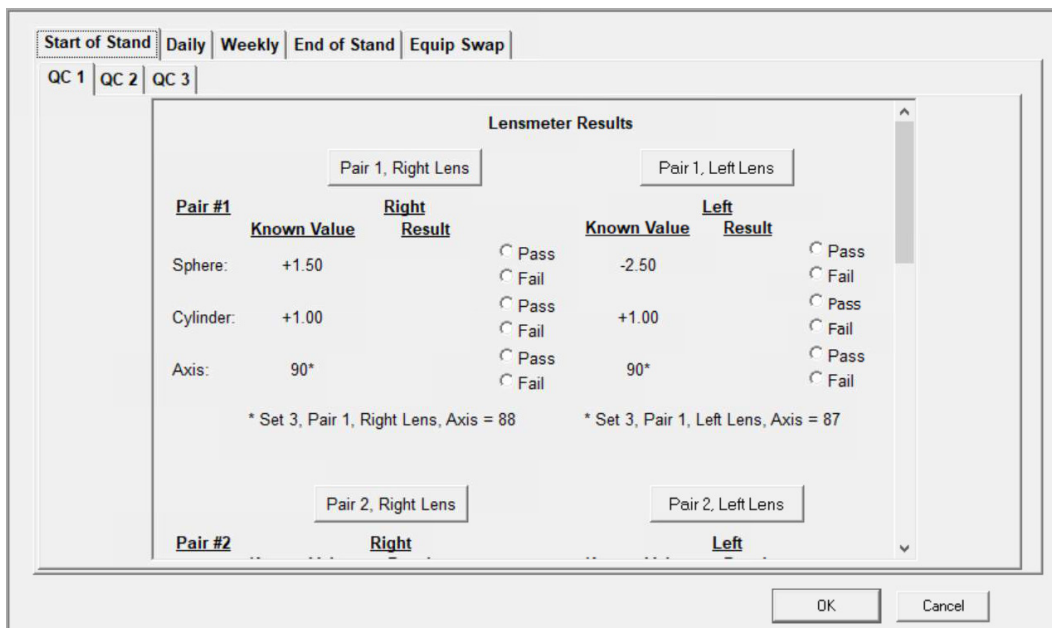 Start of Stand Daily Weekly End of Stand Equip Swap
QC 1 QC 2 QC 3
Lensmeter Results
Pair 1, Right Lens Pair 1, Left Lens
Pair #1 Right Left
Known Value Result Known Value Result
Pass Pass
Sphere: +1.50 -2.50
Fail Fail
Pass Pass
Cylinder: +1.00 +1.00
Fail Fail
Pass Pass
Axis: 90* 90*
Fail Fail
* Set 3, Pair 1, Right Lens, Axis = 88 * Set 3, Pair 1, Left Lens, Axis = 87
Pair 2, Right Lens Pair 2, Left Lens
Pair #2 Right Left
OK Cancel